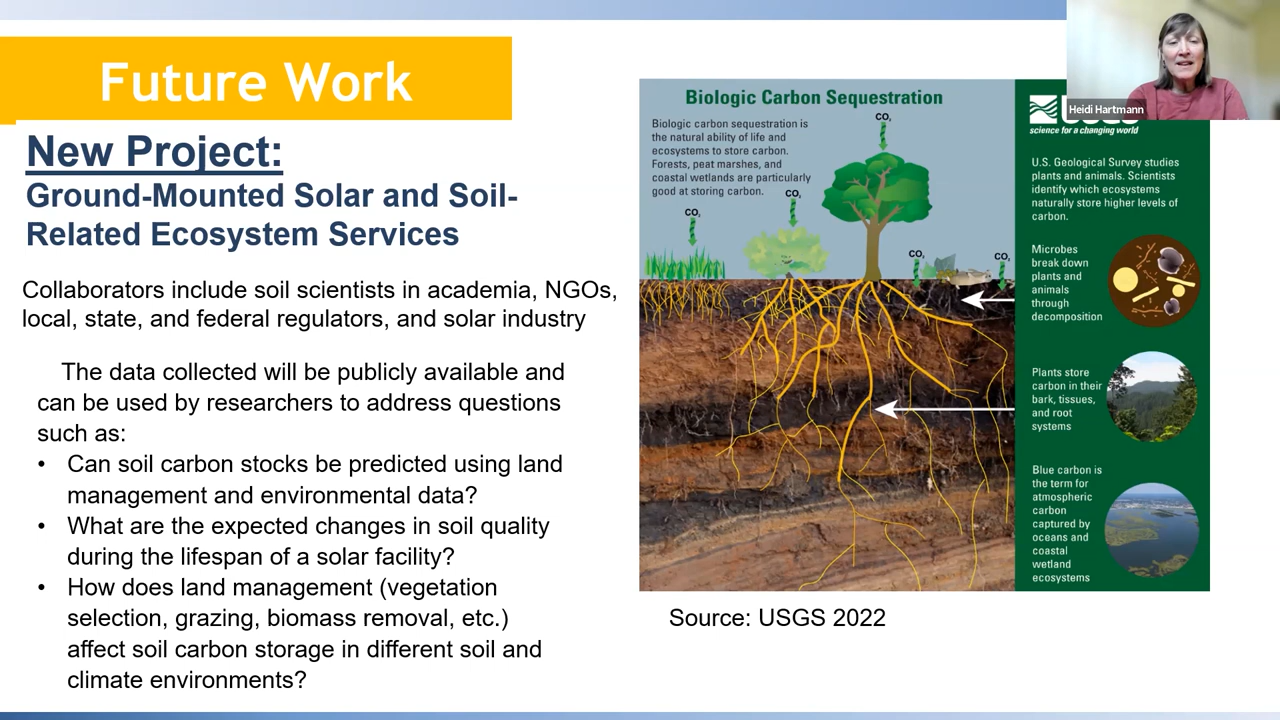 Future Work
New Project:
Ground-Mounted Solar and Soil-
Related Ecosystem Services
Collaborators include soil scientists in academia, NGOs,
local, state, and federal regulators, and solar industry
The data collected will be publicly available and
can be used by researchers to address questions
such as:
• Can soil carbon stocks be predicted using land
management and environmental data?
• What are the expected changes in soil quality
during the lifespan of a solar facility?
• How does land management (vegetation
selection, grazing, biomass removal, etc.)
affect soil carbon storage in different soil and
climate environments?
Biologic Carbon Sequestration
Biologic carbon sequestration is
the natural ability of life and
ecosystems to store carbon.
Forests, peat marshes, and
coastal wetlands are particularly
good at storing carbon.
CO₂
CO₂
CO₂
CO₂
CO₂
Heidi Hartmann
science for a changing world
U.S. Geological Survey studies
plants and animals. Scientists
identify which ecosystems
naturally store higher levels of
carbon.
Microbes
break down
plants and
animals
through
decomposition
Plants store
carbon in their
bark, tissues,
and root
systems
Blue carbon is
the term for
atmospheric
carbon
captured by
oceans and
coastal
wetland
ecosystems
Source: USGS 2022